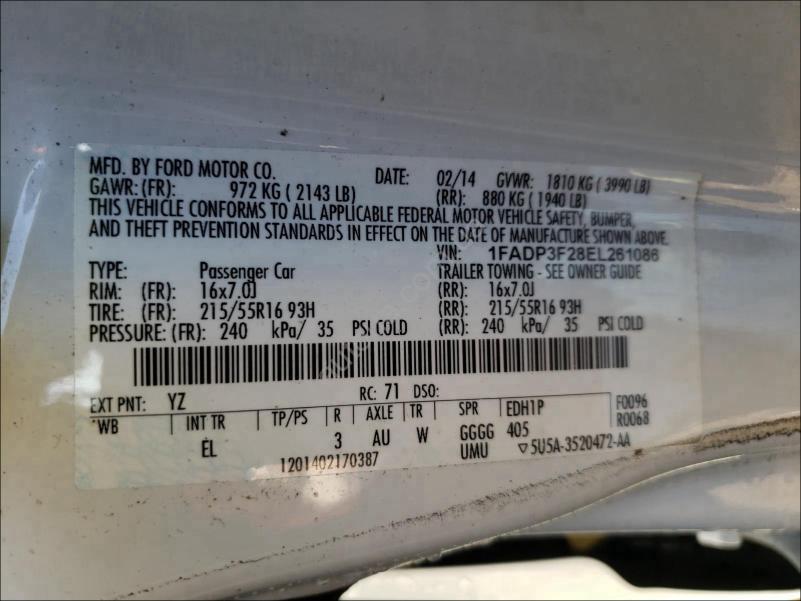 MFD. BY FORD MOTOR CO. DATE: 02/14 GVWR: 1810 KG ( 3990 LB)
GAWR: (FR): 972 KG ( 2143 LB) (RR): 880 KG ( 1940 LB)
THIS VEHICLE CONFORMS TO ALL APPLICABLE FEDERAL MOTOR VEHICLE SAFETY, BUMPER,
AND THEFT PREVENTION STANDARDS IN EFFECT ON THE DATE OF MANUFACTURE SHOWN ABOVE.
VIN: 1FADP3F28EL261086
TYPE: Passenger Car TRAILER TOWING - SEE OWNER GUIDE
RIM: (FR): 16x7.0J (RR): 16x7.0J
TIRE: (FR): 215/55R16 93H (RR): 215/55R16 93H
PRESSURE: (FR): 240 kPa/ 35 PSI COLD (RR): 240 kPa/ 35 PSI COLD
EXT PNT: YZ RC: 71 DSO:
*WB INT TR TP/PS R AXLE TR SPR EDH1P F0096
R0068
EL 3 AU W GGGG 405
UMU ▽5U5A-3520472-AA
1201402170387